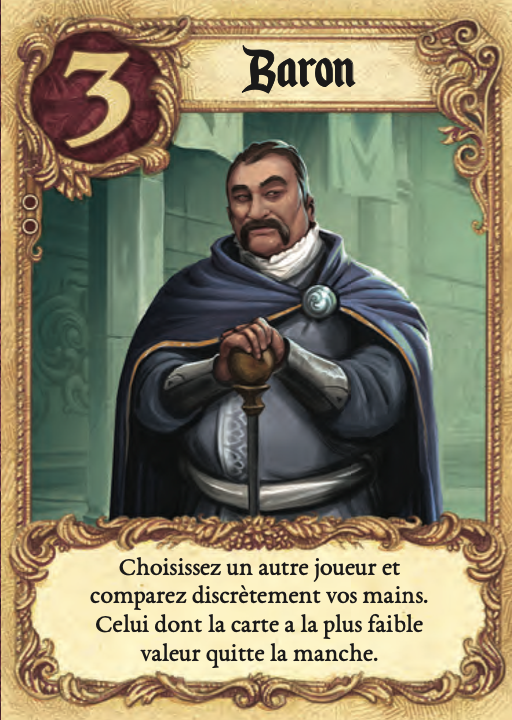 3
Baron
Choisissez un autre joueur et
comparez discrètement vos mains.
Celui dont la carte a la plus faible
valeur quitte la manche.